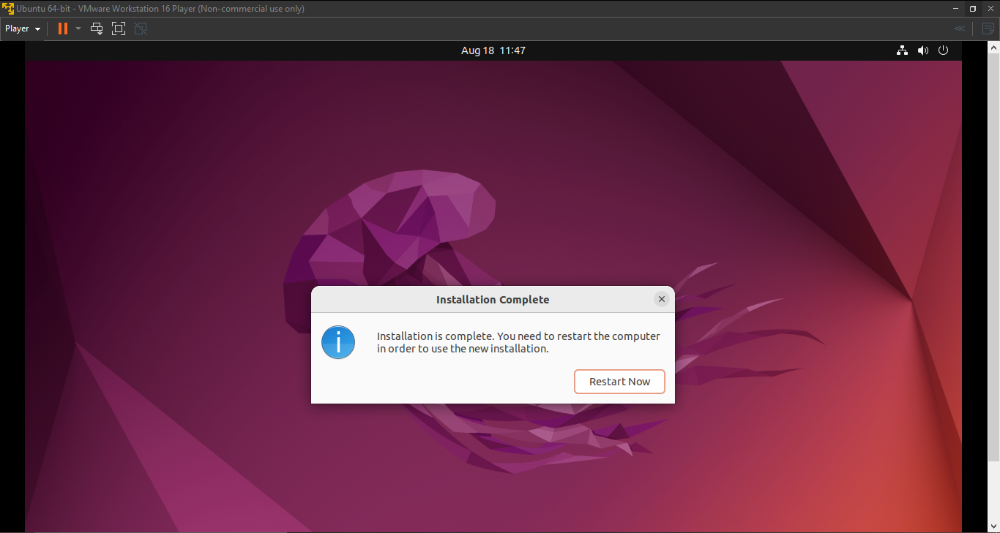 Ubuntu 64-bit - VMware Workstation 16 Player (Non-commercial use only)
Player
Aug 18 11:47
Installation Complete
Installation is complete. You need to restart the computer
in order to use the new installation.
Restart Now